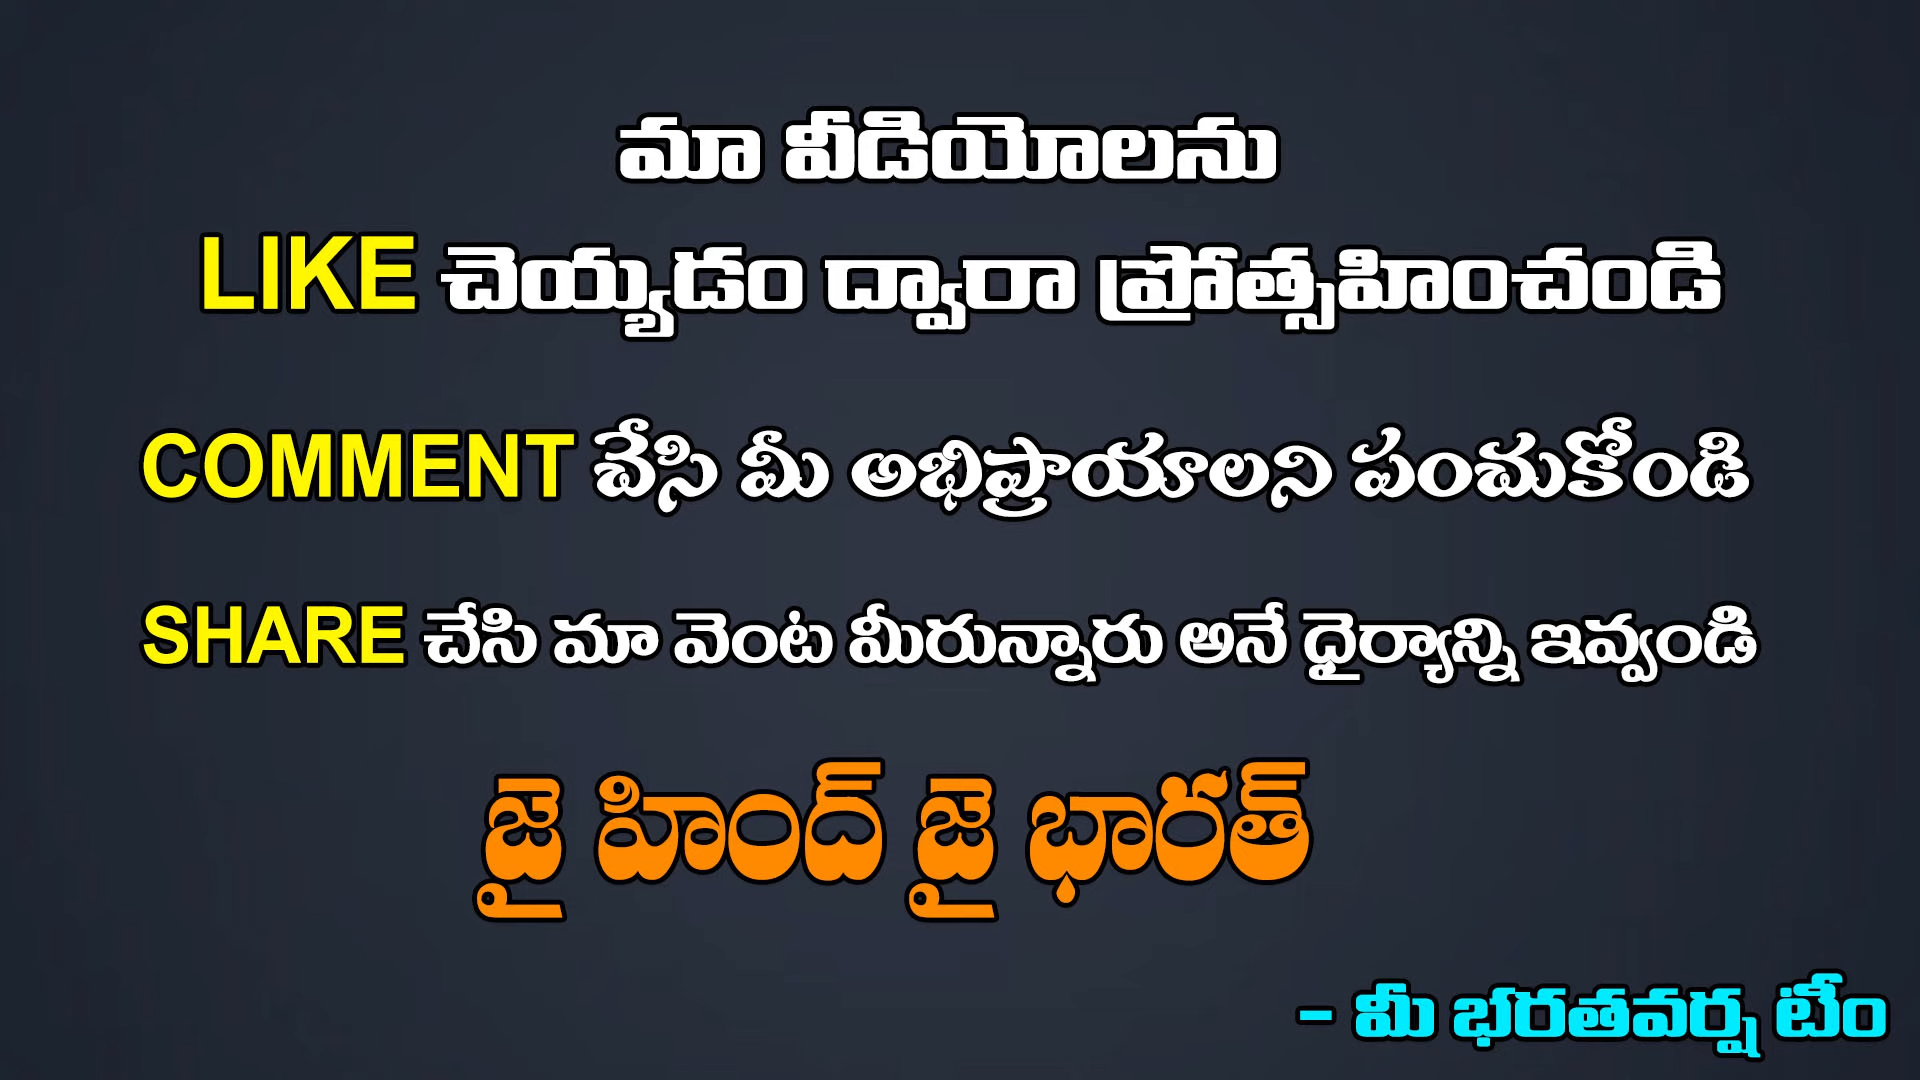 మా వీడియోలను
LIKE చెయ్యడం ద్వారా ప్రోత్సహించండి
COMMENT చేసి మీ అభిప్రాయాలని పంచుకోండి
SHARE చేసి మా వెంట మీరున్నారు అనే ధైర్యాన్ని ఇవ్వండి
జై హింద్ జై భారత్
- మీ భరతవర్ష టీం